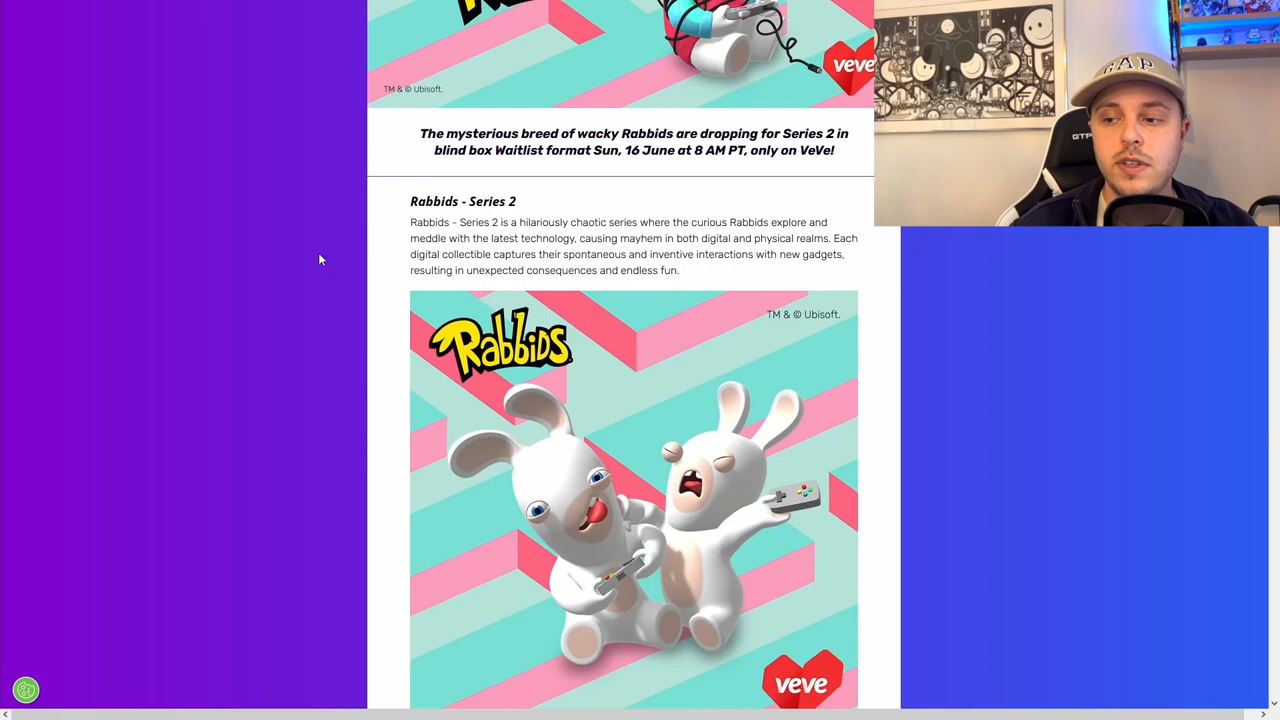 veve
TM & © Ubisoft.
GAP
GTP
The mysterious breed of wacky Rabbids are dropping for Series 2 in
blind box Waitlist format Sun, 16 June at 8 AM PT, only on VeVe!
Rabbids - Series 2
Rabbids - Series 2 is a hilariously chaotic series where the curious Rabbids explore and
meddle with the latest technology, causing mayhem in both digital and physical realms. Each
digital collectible captures their spontaneous and inventive interactions with new gadgets,
resulting in unexpected consequences and endless fun.
Rabbids
TM & © Ubisoft.
veve